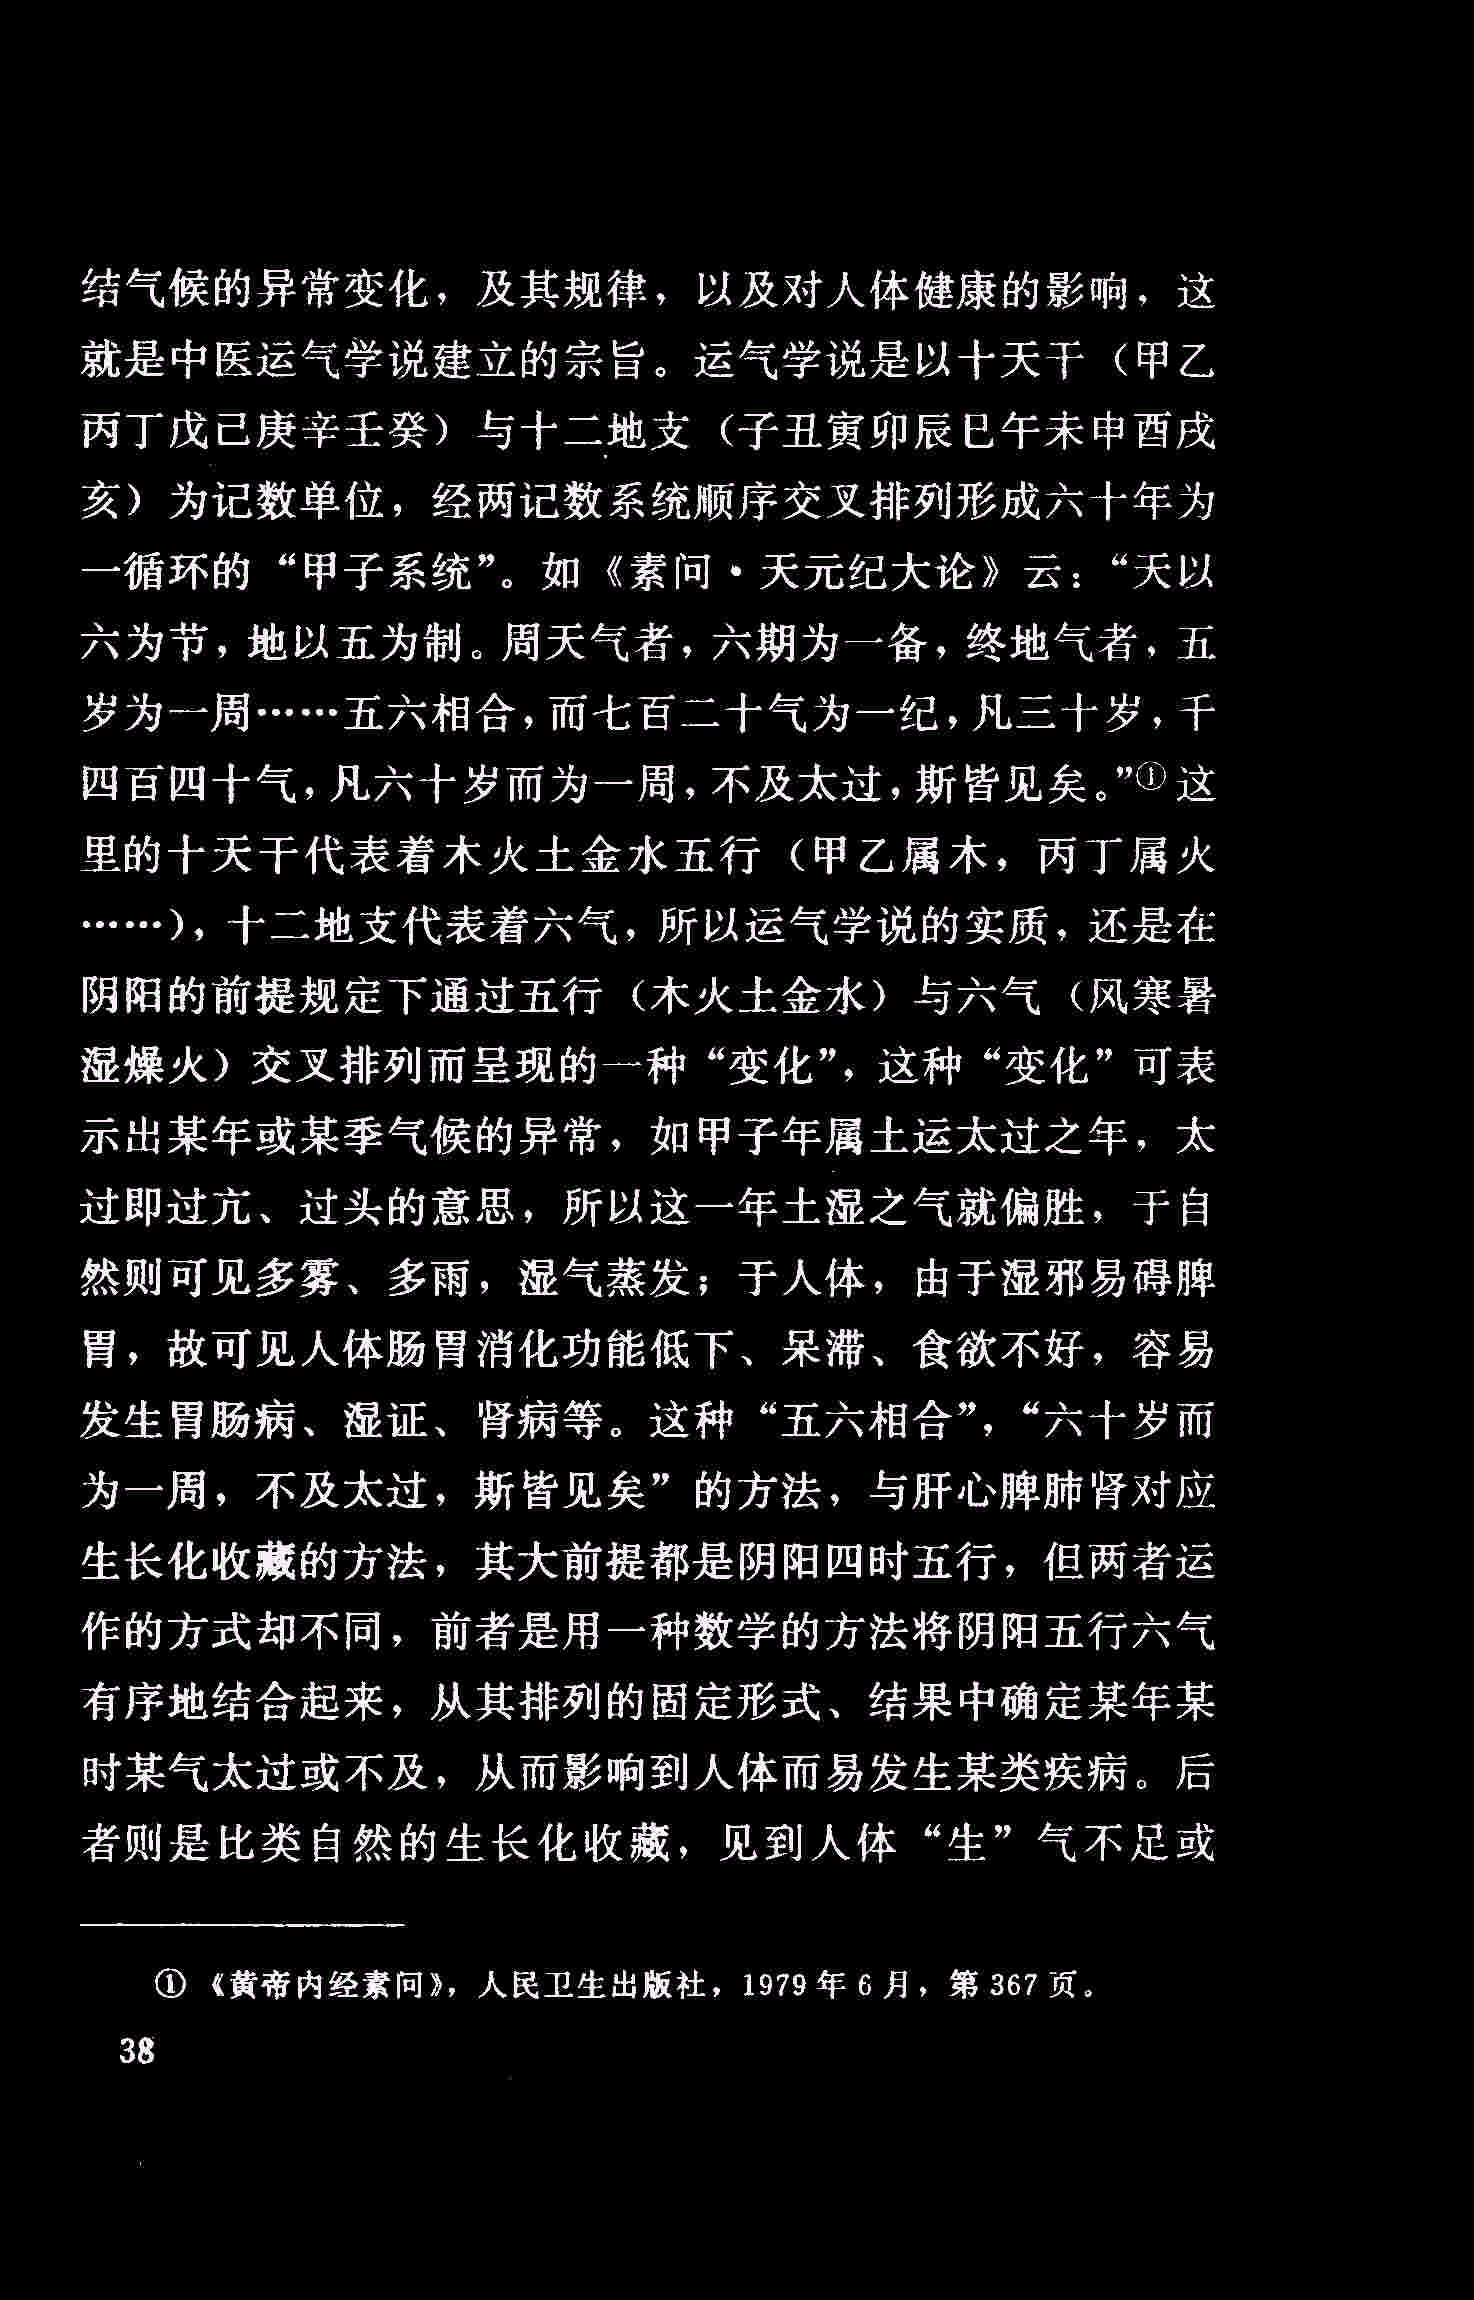 结气候的异常变化，及其规律，以及对人体健康的影响，这
就是中医运气学说建立的宗旨。运气学说是以十天干（甲乙
丙丁戊己庚辛壬癸）与十二地支（子丑寅卯辰巳午未申酉戌
亥）为记数单位，经两记数系统顺序交叉排列形成六十年为
一循环的“甲子系统”。如《素问·天元纪大论》云：“天以
六为节，地以五为制。周天气者，六期为一备，终地气者，五
岁为一周……五六相合，而七百二十气为一纪，凡三十岁，千
四百四十气，凡六十岁而为一周，不及太过，斯皆见矣。”①这
里的十天干代表着木火土金水五行（甲乙属木，丙丁属火
……），十二地支代表着六气，所以运气学说的实质，还是在
阴阳的前提规定下通过五行（木火土金水）与六气（风寒暑
湿燥火）交叉排列而呈现的一种“变化”，这种“变化”可表
示出某年或某季气候的异常，如甲子年属土运太过之年，太
过即过亢、过头的意思，所以这一年土湿之气就偏胜，于自
然则可见多雾、多雨，湿气蒸发；于人体，由于湿邪易碍脾
胃，故可见人体肠胃消化功能低下、呆滞、食欲不好，容易
发生胃肠病、湿证、肾病等。这种“五六相合”，“六十岁而
为一周，不及太过，斯皆见矣”的方法，与肝心脾肺肾对应
生长化收藏的方法，其大前提都是阴阳四时五行，但两者运
作的方式却不同，前者是用一种数学的方法将阴阳五行六气
有序地结合起来，从其排列的固定形式、结果中确定某年某
时某气太过或不及，从而影响到人体而易发生某类疾病。后
者则是比类自然的生长化收藏，见到人体“生”气不足或
①《黄帝内经素问》，人民卫生出版社，1979年6月，第367页。
38